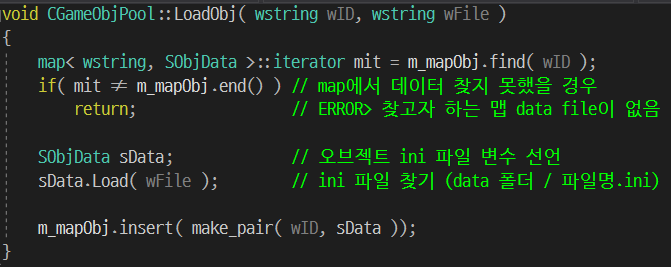 void CGameObjPool::LoadObj( wstring wID, wstring wFile )
{
map< wstring, SObjData >::iterator mit = m_mapObj.find( wID );
if( mit ≠ m_mapObj.end() ) // map에서 데이터 찾지 못했을 경우
return; // ERROR> 찾고자 하는 맵 data file이 없음
SObjData sData; // 오브젝트 ini 파일 변수 선언
sData.Load( wFile ); // ini 파일 찾기 (data 폴더 / 파일명.ini)
m_mapObj.insert( make_pair( wID, sData ));
}